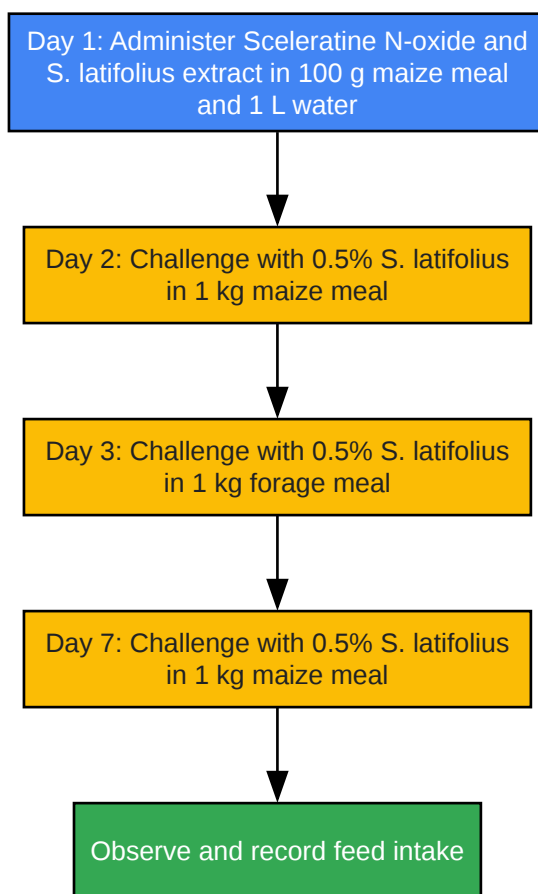 Day 1: Administer Sceleratine N-oxide and
S. latifolius extract in 100 g maize meal
and 1 L water
Day 2: Challenge with 0.5% S. latifolius
in 1 kg maize meal
Day 3: Challenge with 0.5% S. latifolius
in 1 kg forage meal
Day 7: Challenge with 0.5% S. latifolius
in 1 kg maize meal
Observe and record feed intake